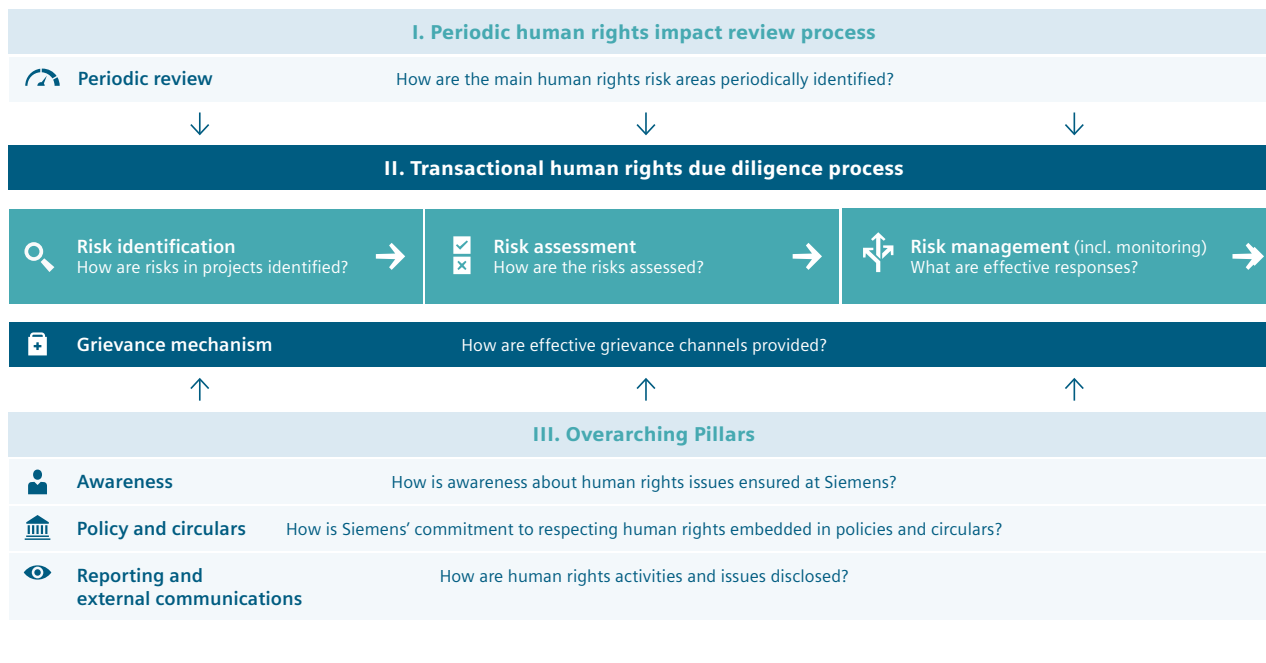 I. Periodic human rights impact review process
Periodic review
How are the main human rights risk areas periodically identified?
II. Transactional human rights due diligence process
Risk identification
How are risks in projects identified?
Risk assessment
How are the risks assessed?
Risk management (incl. monitoring)
What are effective responses?
Grievance mechanism
How are effective grievance channels provided?
III. Overarching Pillars
Awareness
How is awareness about human rights issues ensured at Siemens?
Policy and circulars
How is Siemens’ commitment to respecting human rights embedded in policies and circulars?
Reporting and
external communications
How are human rights activities and issues disclosed?